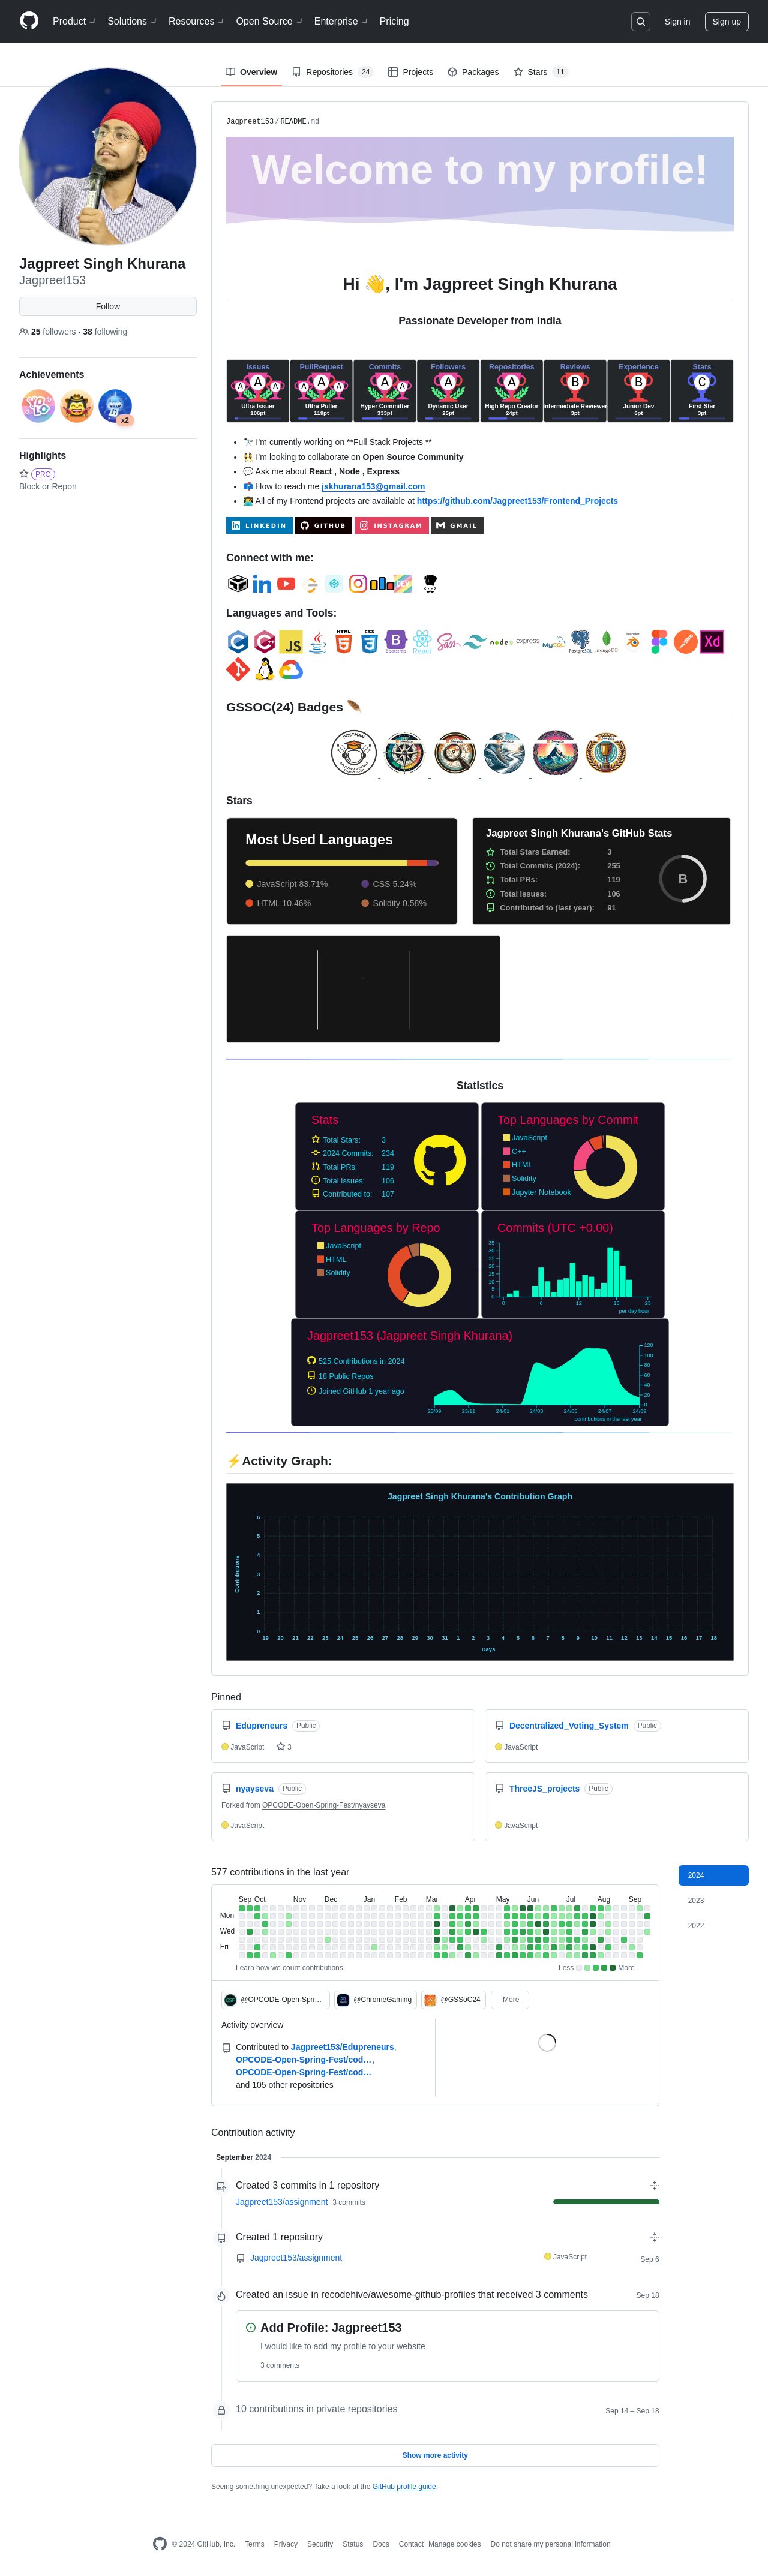 Product Solutions Resources Open Source Enterprise Pricing Sign in Sign up
Overview Repositories 24 Projects Packages Stars 11
Jagpreet Singh Khurana
Jagpreet153
Follow
25 followers · 38 following
Achievements
x2
Highlights
PRO
Block or Report
Jagpreet153/README.md
Welcome to my profile!
Hi 👋, I'm Jagpreet Singh Khurana
Passionate Developer from India
Issues PullRequest Commits Followers Repositories Reviews Experience Stars
A A A A A A A A A A A B B C
Ultra Issuer Ultra Puller Hyper Committer Dynamic User High Repo Creator Intermediate Reviewer Junior Dev First Star
106pt 119pt 333pt 25pt 24pt 3pt 6pt 3pt
🔭 I'm currently working on **Full Stack Projects **
👯 I'm looking to collaborate on Open Source Community
💬 Ask me about React , Node , Express
📫 How to reach me jskhurana153@gmail.com
👨‍💻 All of my Frontend projects are available at https://github.com/Jagpreet153/Frontend_Projects
LINKEDIN GITHUB INSTAGRAM GMAIL
Connect with me:
Languages and Tools:
JS Java HTML CSS Bootstrap React Sass node express MySQL PostgreSQL mongoDB blender Xd
GSSOC(24) Badges 🪶
POSTMAN
Stars
Most Used Languages
JavaScript 83.71% CSS 5.24%
HTML 10.46% Solidity 0.58%
Jagpreet Singh Khurana's GitHub Stats
Total Stars Earned: 3
Total Commits (2024): 255
Total PRs: 119
Total Issues: 106
Contributed to (last year): 91
B
Statistics
Stats
Total Stars: 3
2024 Commits: 234
Total PRs: 119
Total Issues: 106
Contributed to: 107
Top Languages by Commit
JavaScript
C++
HTML
Solidity
Jupyter Notebook
Top Languages by Repo
JavaScript
HTML
Solidity
Commits (UTC +0.00)
35
30
25
20
15
10
5
0
0 6 12 18 23
per day hour
Jagpreet153 (Jagpreet Singh Khurana)
525 Contributions in 2024
18 Public Repos
Joined GitHub 1 year ago
120
100
80
60
40
20
0
23/09 23/11 24/01 24/03 24/05 24/07 24/09
contributions in the last year
⚡Activity Graph:
Jagpreet Singh Khurana's Contribution Graph
Contributions
6
5
4
3
2
1
0
19 20 21 22 23 24 25 26 27 28 29 30 31 1 2 3 4 5 6 7 8 9 10 11 12 13 14 15 16 17 18
Days
Pinned
Edupreneurs Public
JavaScript 3
Decentralized_Voting_System Public
JavaScript
nyayseva Public
Forked from OPCODE-Open-Spring-Fest/nyayseva
JavaScript
ThreeJS_projects Public
JavaScript
577 contributions in the last year
2024
2023
2022
Sep Oct Nov Dec Jan Feb Mar Apr May Jun Jul Aug Sep
Mon
Wed
Fri
Learn how we count contributions Less More
@OPCODE-Open-Spri… @ChromeGaming @GSSoC24 More
Activity overview
Contributed to Jagpreet153/Edupreneurs,
OPCODE-Open-Spring-Fest/cod… ,
OPCODE-Open-Spring-Fest/cod…
and 105 other repositories
Contribution activity
September 2024
Created 3 commits in 1 repository
Jagpreet153/assignment 3 commits
Created 1 repository
Jagpreet153/assignment JavaScript Sep 6
Created an issue in recodehive/awesome-github-profiles that received 3 comments Sep 18
Add Profile: Jagpreet153
I would like to add my profile to your website
3 comments
10 contributions in private repositories Sep 14 – Sep 18
Show more activity
Seeing something unexpected? Take a look at the GitHub profile guide.
© 2024 GitHub, Inc. Terms Privacy Security Status Docs Contact Manage cookies Do not share my personal information